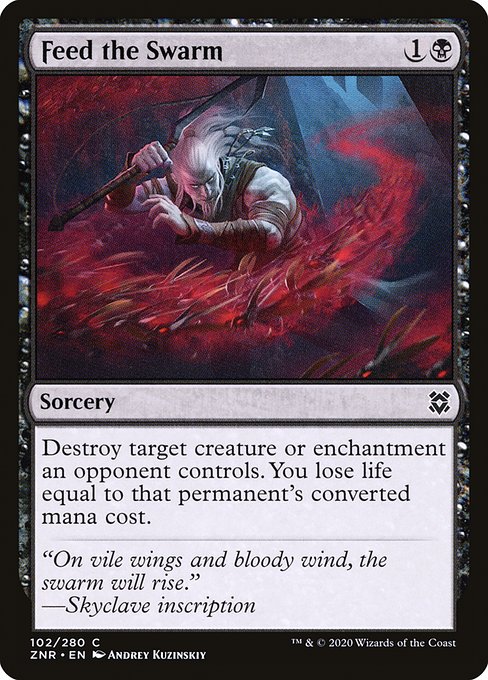 Feed the Swarm 1
Sorcery
Destroy target creature or enchantment
an opponent controls. You lose life
equal to that permanent's converted
mana cost.
“On vile wings and bloody wind, the
swarm will rise.”
—Skyclave inscription
102/280 C
ZNR • EN Andrey Kuzinskiy
™ & © 2020 Wizards of the Coast